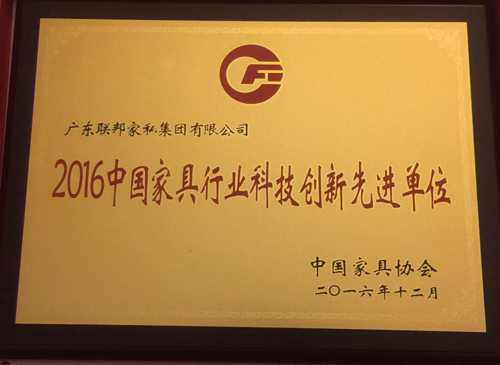 广东联邦家私集团有限公司
2016中国家具行业科技创新先进单位
中国家具协会
二〇一六年十二月